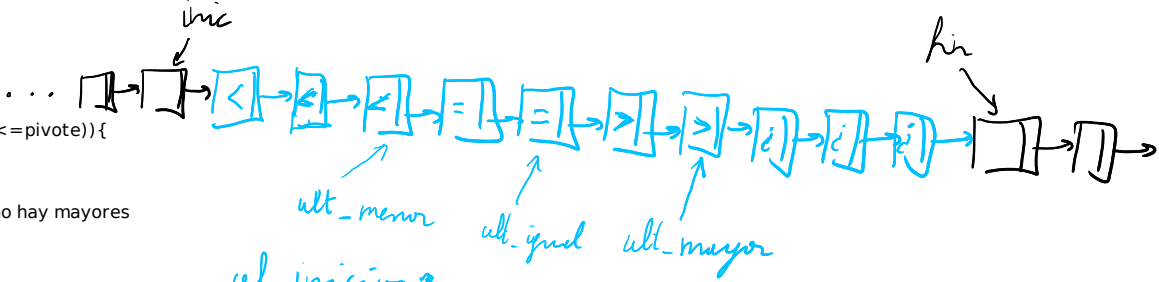 inic
fin
. . .
< < < = = > > ¿ ¿ ¿
<=pivote)){
o hay mayores
ult_menor
ult_igual ult_mayor